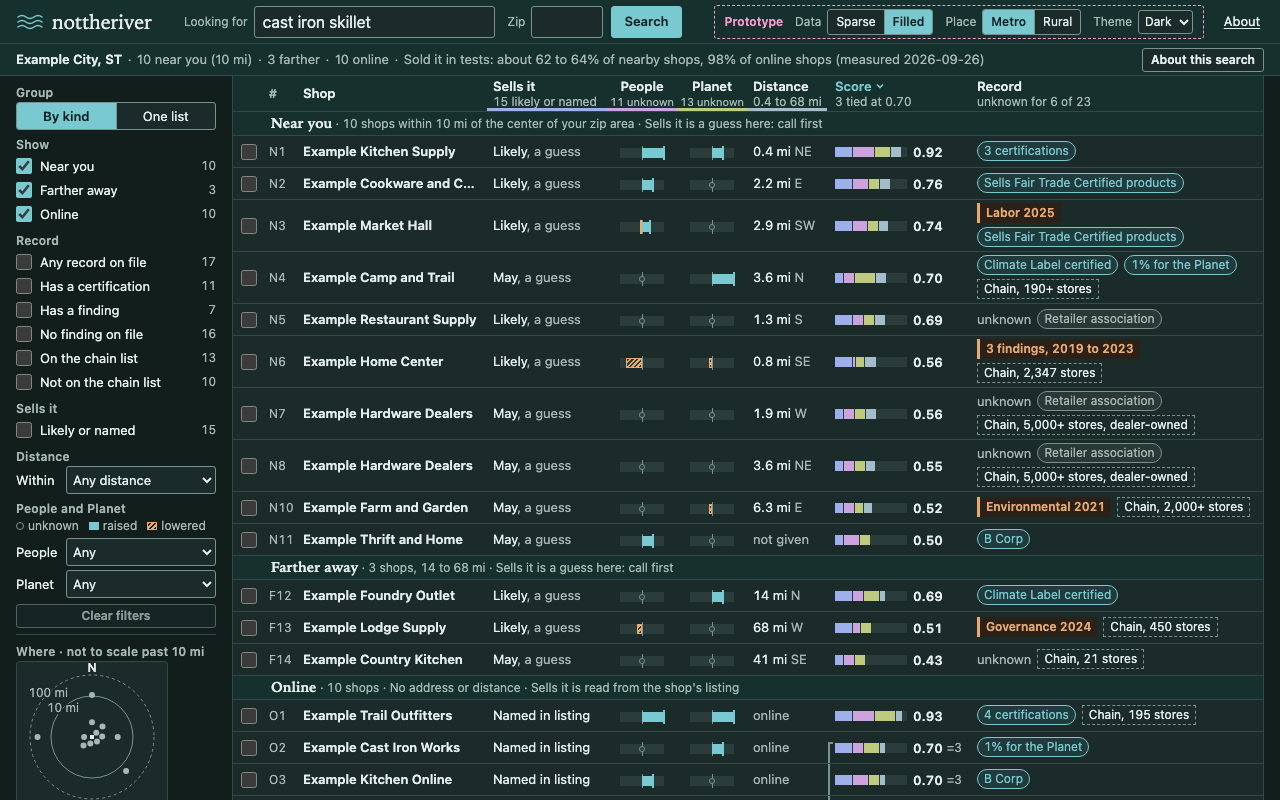 nottheriver Looking for cast iron skillet Zip Search Prototype Data Sparse Filled Place Metro Rural Theme Dark About
Example City, ST · 10 near you (10 mi) · 3 farther · 10 online · Sold it in tests: about 62 to 64% of nearby shops, 98% of online shops (measured 2026-09-26) About this search
Group
By kind One list
Show
Near you 10
Farther away 3
Online 10
Record
Any record on file 17
Has a certification 11
Has a finding 7
No finding on file 16
On the chain list 13
Not on the chain list 10
Sells it
Likely or named 15
Distance
Within Any distance
People and Planet
unknown raised lowered
People Any
Planet Any
Clear filters
Where · not to scale past 10 mi
N
100 mi
10 mi
# Shop Sells it People Planet Distance Score Record
15 likely or named 11 unknown 13 unknown 0.4 to 68 mi 3 tied at 0.70 unknown for 6 of 23
Near you · 10 shops within 10 mi of the center of your zip area · Sells it is a guess here: call first
N1 Example Kitchen Supply Likely, a guess 0.4 mi NE 0.92 3 certifications
N2 Example Cookware and C... Likely, a guess 2.2 mi E 0.76 Sells Fair Trade Certified products
N3 Example Market Hall Likely, a guess 2.9 mi SW 0.74 Labor 2025
Sells Fair Trade Certified products
N4 Example Camp and Trail May, a guess 3.6 mi N 0.70 Climate Label certified 1% for the Planet
Chain, 190+ stores
N5 Example Restaurant Supply Likely, a guess 1.3 mi S 0.69 unknown Retailer association
N6 Example Home Center Likely, a guess 0.8 mi SE 0.56 3 findings, 2019 to 2023
Chain, 2,347 stores
N7 Example Hardware Dealers May, a guess 1.9 mi W 0.56 unknown Retailer association
Chain, 5,000+ stores, dealer-owned
N8 Example Hardware Dealers May, a guess 3.6 mi NE 0.55 unknown Retailer association
Chain, 5,000+ stores, dealer-owned
N10 Example Farm and Garden May, a guess 6.3 mi E 0.52 Environmental 2021 Chain, 2,000+ stores
N11 Example Thrift and Home May, a guess not given 0.50 B Corp
Farther away · 3 shops, 14 to 68 mi · Sells it is a guess here: call first
F12 Example Foundry Outlet Likely, a guess 14 mi N 0.69 Climate Label certified
F13 Example Lodge Supply Likely, a guess 68 mi W 0.51 Governance 2024 Chain, 450 stores
F14 Example Country Kitchen May, a guess 41 mi SE 0.43 unknown Chain, 21 stores
Online · 10 shops · No address or distance · Sells it is read from the shop's listing
O1 Example Trail Outfitters Named in listing online 0.93 4 certifications Chain, 195 stores
O2 Example Cast Iron Works Named in listing online 0.70 =3 1% for the Planet
O3 Example Kitchen Online Named in listing online 0.70 =3 B Corp